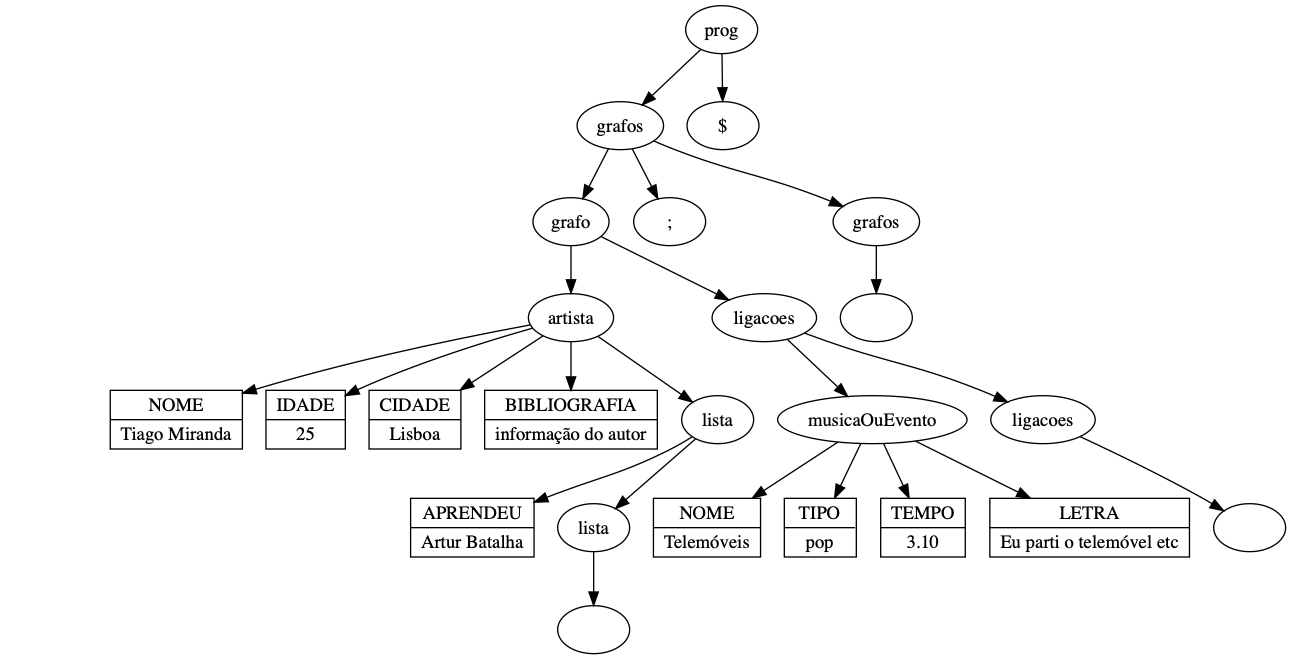 prog
grafos
$
grafo
;
grafos
artista
ligacoes
NOME
Tiago Miranda
IDADE
25
CIDADE
Lisboa
BIBLIOGRAFIA
informação do autor
lista
musicaOuEvento
ligacoes
APRENDEU
Artur Batalha
lista
NOME
Telemóveis
TIPO
pop
TEMPO
3.10
LETRA
Eu parti o telemóvel etc